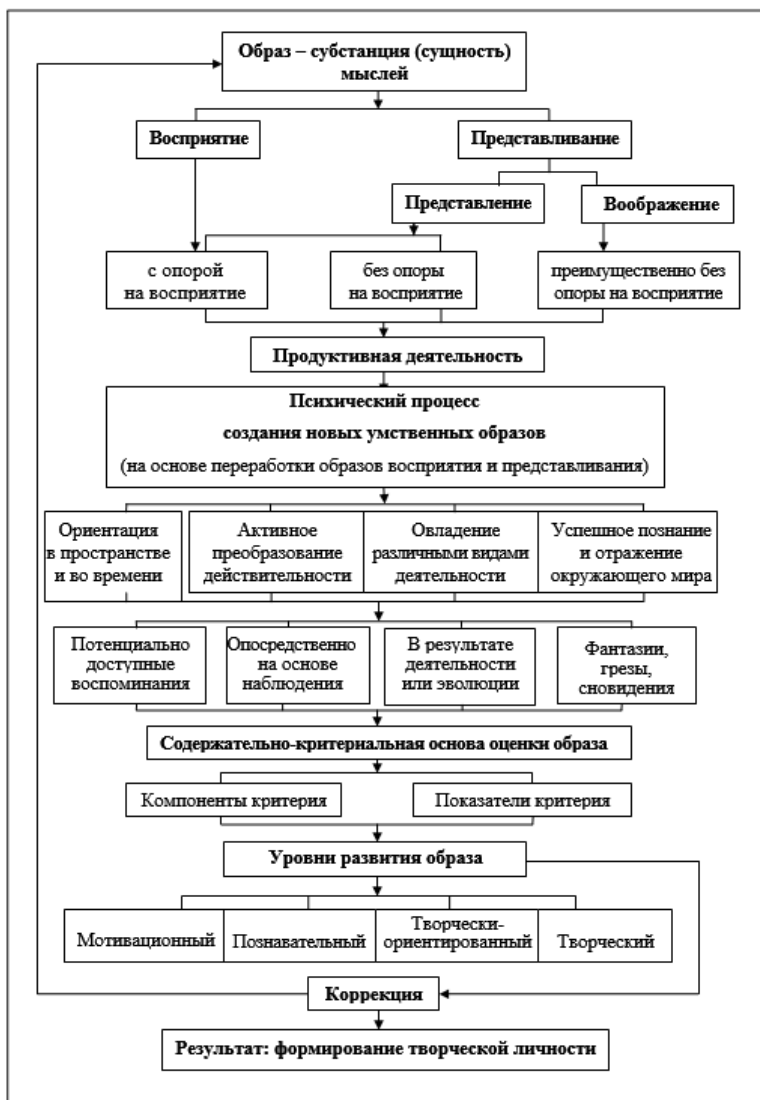 Образ – субстанция (сущность)
мыслей
Восприятие
Представливание
Представление
Воображение
с опорой
на восприятие
без опоры
на восприятие
преимущественно без
опоры на восприятие
Продуктивная деятельность
Психический процесс
создания новых умственных образов
(на основе переработки образов восприятия и представливания)
Ориентация
в пространстве
и во времени
Активное
преобразование
действительности
Овладение
различными видами
деятельности
Успешное познание
и отражение
окружающего мира
Потенциально
доступные
воспоминания
Опосредственно
на основе
наблюдения
В результате
деятельности
или эволюции
Фантазии,
грезы,
сновидения
Содержательно-критериальная основа оценки образа
Компоненты критерия
Показатели критерия
Уровни развития образа
Мотивационный
Познавательный
Творчески-
ориентированный
Творческий
Коррекция
Результат: формирование творческой личности